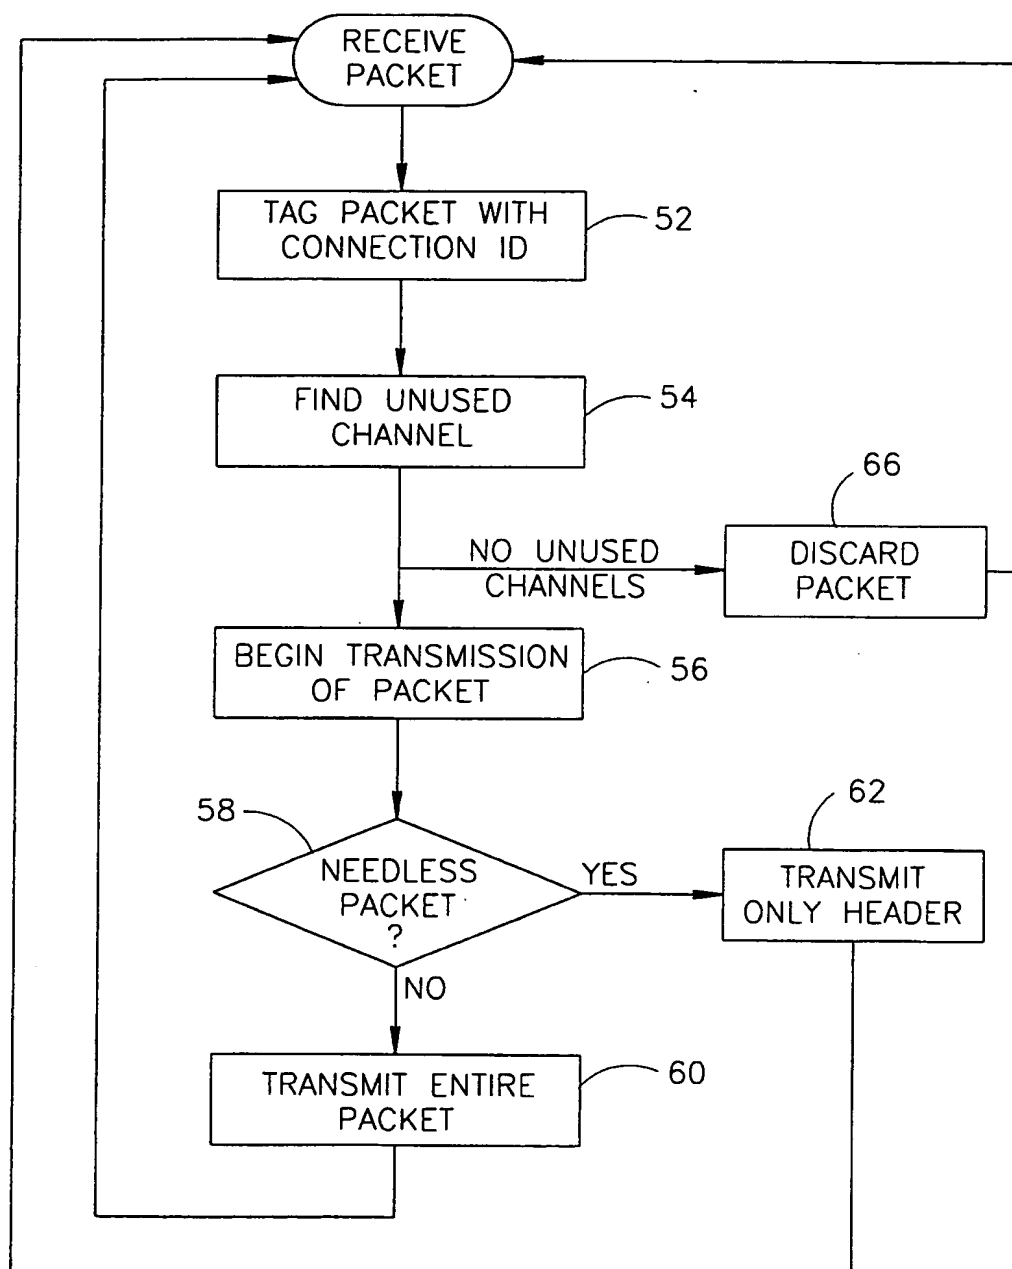 RECEIVE
PACKET
TAG PACKET WITH
CONNECTION ID
52
FIND UNUSED
CHANNEL
54
NO UNUSED
CHANNELS
66
DISCARD
PACKET
BEGIN TRANSMISSION
OF PACKET
56
58
NEEDLESS
PACKET
?
YES
62
TRANSMIT
ONLY HEADER
NO
TRANSMIT ENTIRE
PACKET
60